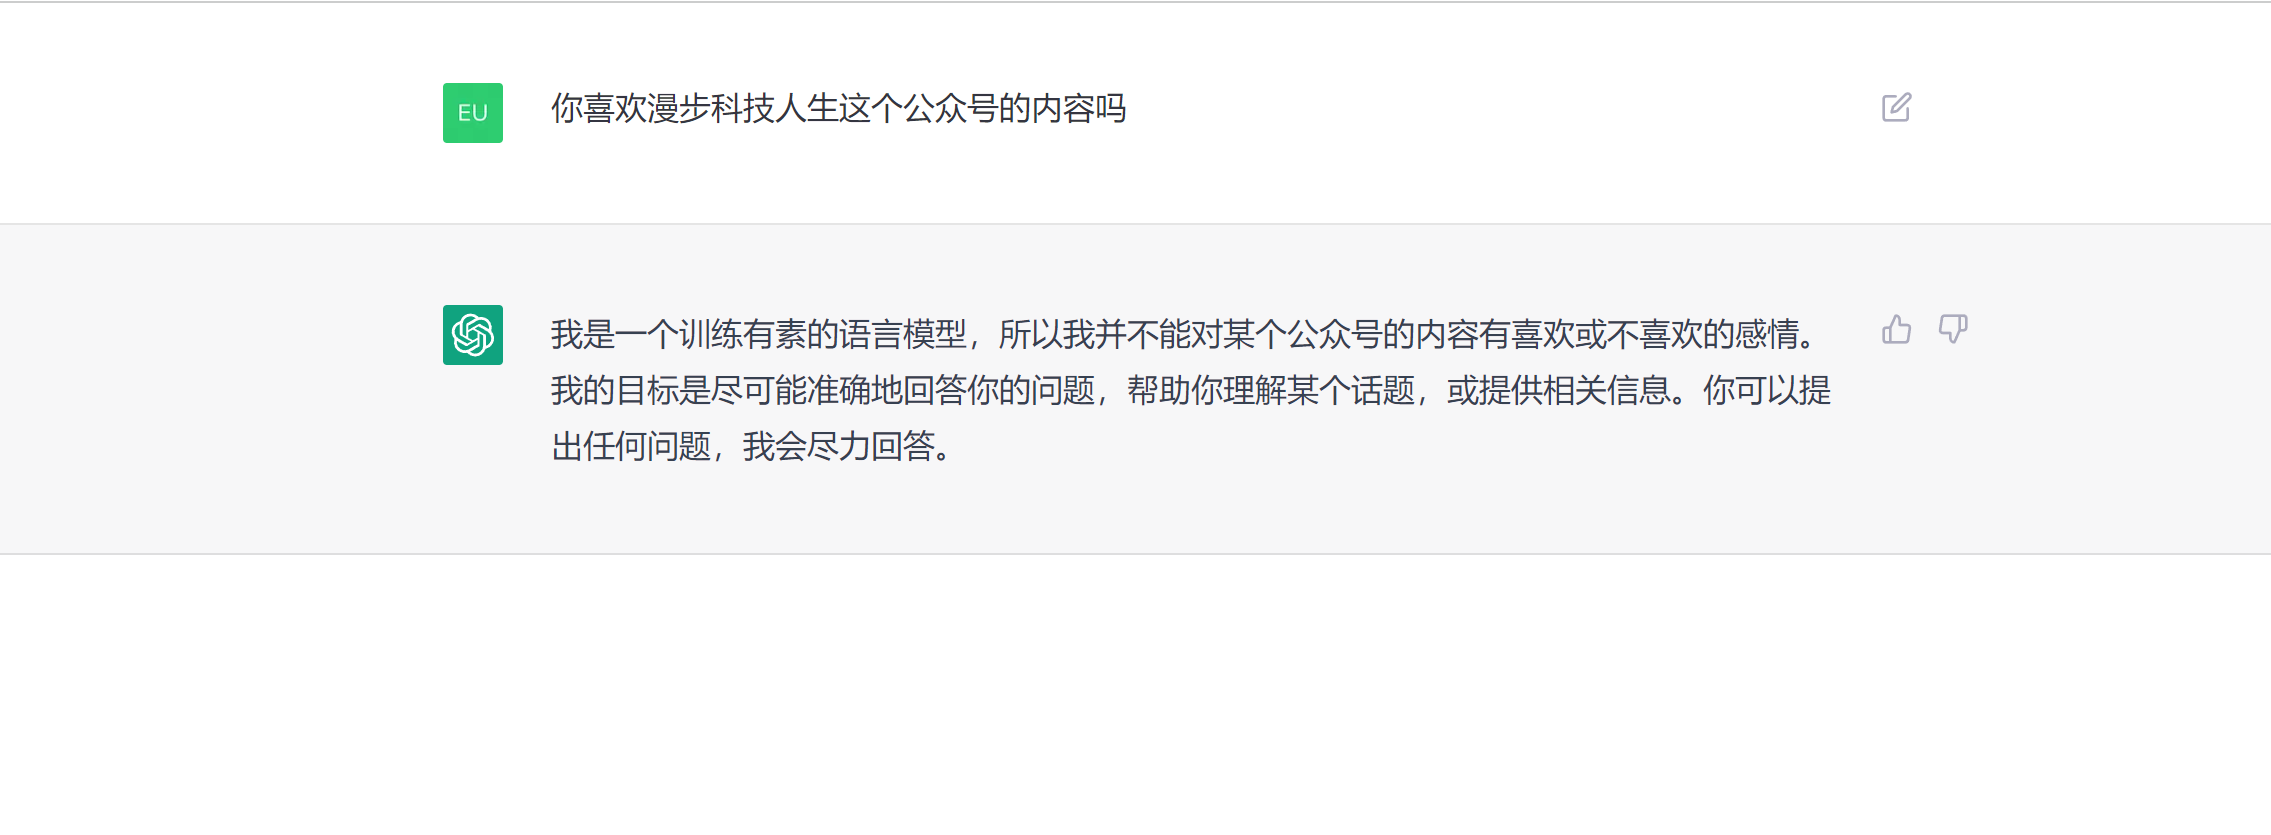 EU
你喜欢漫步科技人生这个公众号的内容吗
我是一个训练有素的语言模型，所以我并不能对某个公众号的内容有喜欢或不喜欢的感情。
我的目标是尽可能准确地回答你的问题，帮助你理解某个话题，或提供相关信息。你可以提
出任何问题，我会尽力回答。